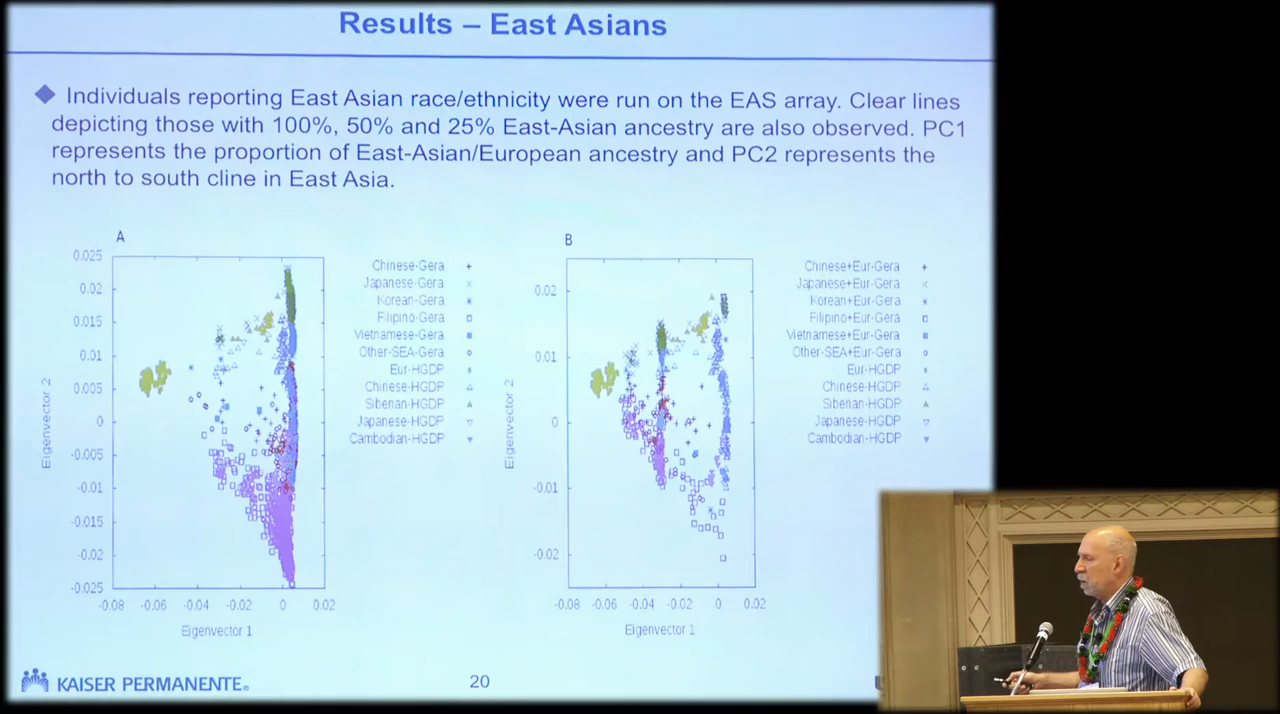 Results – East Asians
Individuals reporting East Asian race/ethnicity were run on the EAS array. Clear lines
depicting those with 100%, 50% and 25% East-Asian ancestry are also observed. PC1
represents the proportion of East-Asian/European ancestry and PC2 represents the
north to south cline in East Asia.
A
0.025
0.02
0.015
0.01
0.005
0
-0.005
-0.01
-0.015
-0.02
-0.025
-0.08 -0.06 -0.04 -0.02 0 0.02
Eigenvector 1
Eigenvector 2
Chinese-Gera
Japanese-Gera
Korean-Gera
Filipino-Gera
Vietnamese-Gera
Other-SEA-Gera
Eur-HGDP
Chinese-HGDP
Siberian-HGDP
Japanese-HGDP
Cambodian-HGDP
B
0.02
0.01
0
-0.01
-0.02
-0.08 -0.06 -0.04 -0.02 0 0.02
Eigenvector 1
Eigenvector 2
Chinese+Eur-Gera
Japanese+Eur-Gera
Korean+Eur-Gera
Filipino+Eur-Gera
Vietnamese+Eur-Gera
Other-SEA+Eur-Gera
Eur-HGDP
Chinese-HGDP
Siberian-HGDP
Japanese-HGDP
Cambodian-HGDP
KAISER PERMANENTE®
20